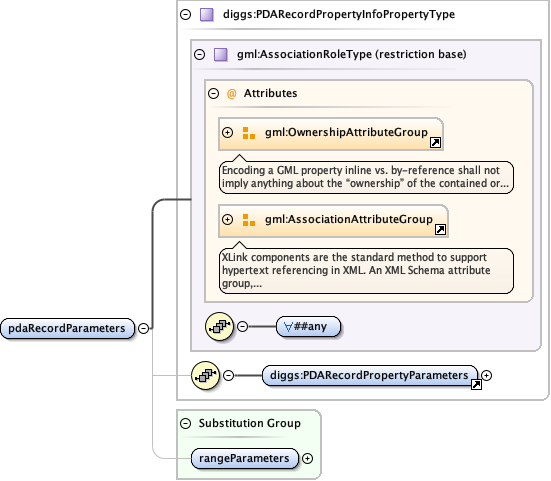 diggs:PDARecordPropertyInfoPropertyType
gml:AssociationRoleType (restriction base)
@ Attributes
gml:OwnershipAttributeGroup
Encoding a GML property inline vs. by-reference shall not
imply anything about the “ownership” of the contained or...
gml:AssociationAttributeGroup
XLink components are the standard method to support
hypertext referencing in XML. An XML Schema attribute
group,...
pdaRecordParameters
∀##any
diggs:PDARecordPropertyParameters
Substitution Group
rangeParameters